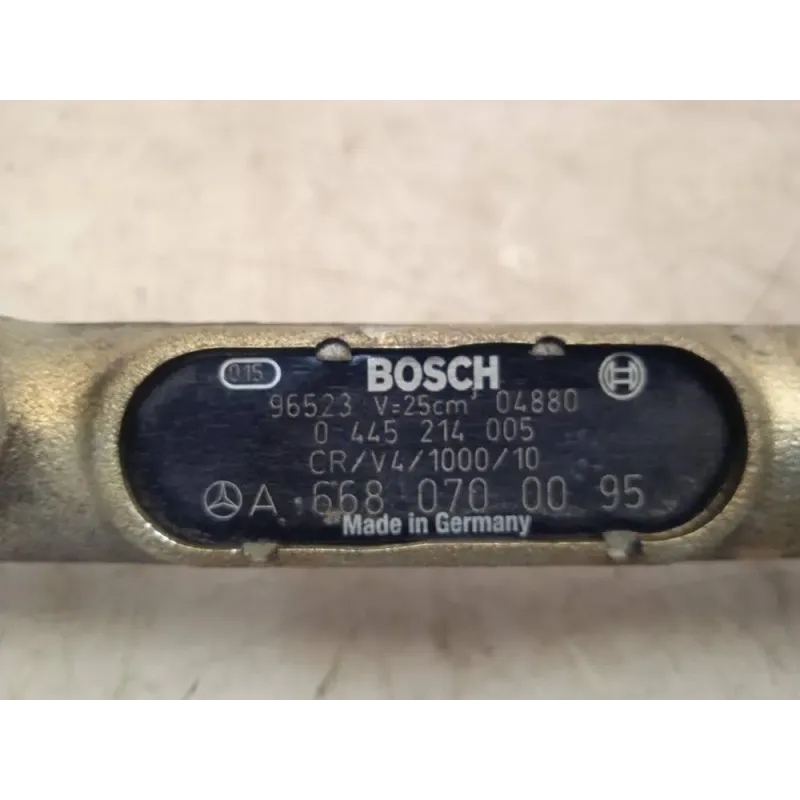 015 BOSCH
96523 V=25cm³ 04880
0 445 214 005
CR/V4/1000/10
A 668 070 00 95
Made in Germany